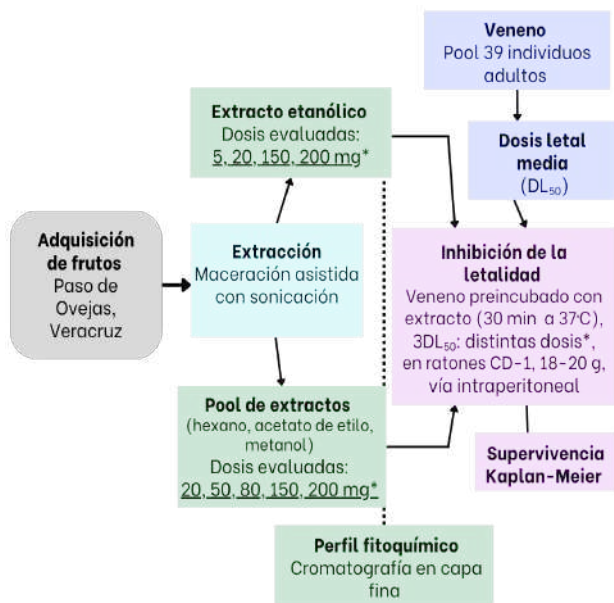 Veneno
Pool 39 individuos
adultos
Extracto etanólico
Dosis evaluadas:
5, 20, 150, 200 mg*
Dosis letal
media
(DL₅₀)
Adquisición
de frutos
Paso de
Ovejas,
Veracruz
Extracción
Maceración asistida
con sonicación
Inhibición de la
letalidad
Veneno preincubado con
extracto (30 min a 37°C),
3DL₅₀: distintas dosis*,
en ratones CD-1, 18-20 g,
vía intraperitoneal
Pool de extractos
(hexano, acetato de etilo,
metanol)
Dosis evaluadas:
20, 50, 80, 150, 200 mg*
Supervivencia
Kaplan-Meier
Perfil fitoquímico
Cromatografía en capa
fina